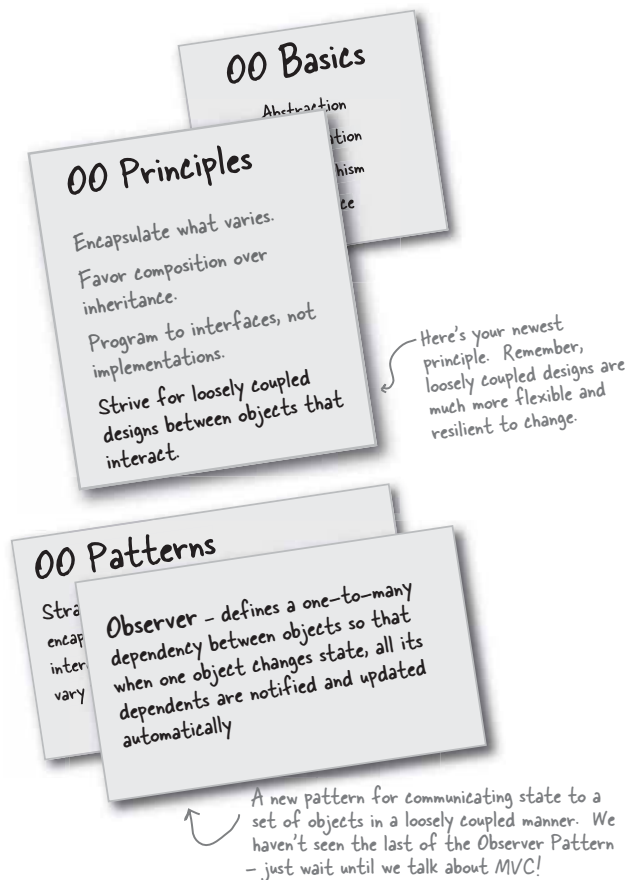 OO Basics
Abstraction
OO Principles
Encapsulate what varies.
Favor composition over
inheritance.
Program to interfaces, not
implementations.
Strive for loosely coupled
designs between objects that
interact.
Here's your newest
principle. Remember,
loosely coupled designs are
much more flexible and
resilient to change.
OO Patterns
Observer – defines a one-to-many
dependency between objects so that
when one object changes state, all its
dependents are notified and updated
automatically
vary
A new pattern for communicating state to a
set of objects in a loosely coupled manner. We
haven't seen the last of the Observer Pattern
– just wait until we talk about MVC!